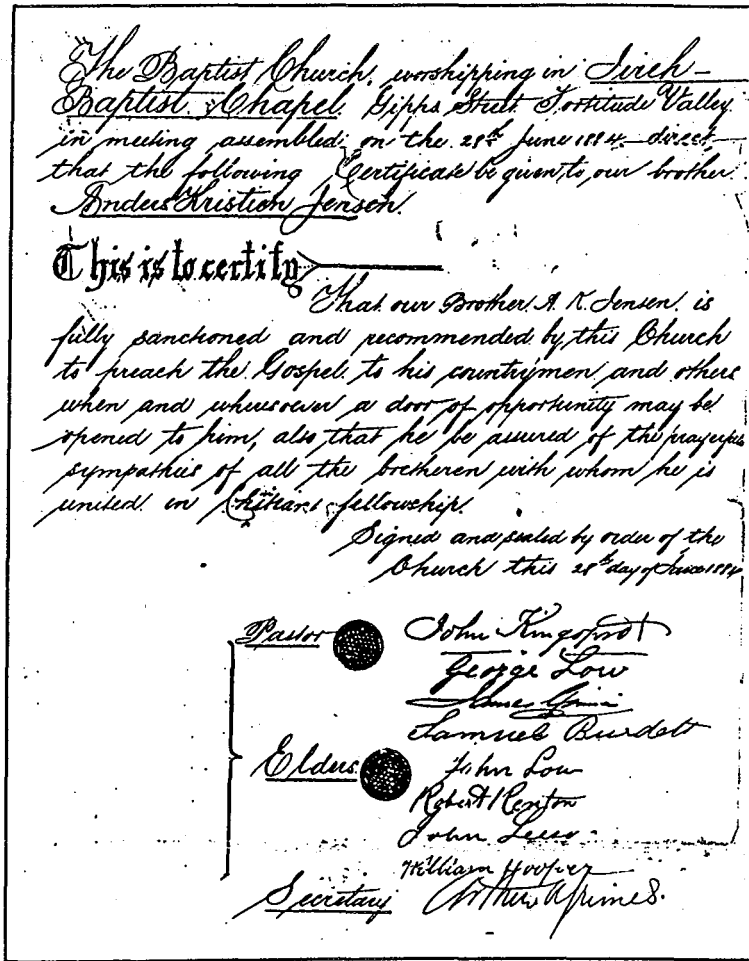 The Baptist Church, worshipping in Jireh-
Baptist Chapel. Gipps Street Fortitude Valley
in meeting assembled on the 28th June 1884 direct
that the following Certificate be given to our brother
Anders Kristien Jensen.
This is to certify
That our Brother A. K. Jensen. is
fully sanctioned and recommended by this Church
to preach the Gospel to his countrymen and others
when and wheresoever a door of opportunity may be
opened to him, also that he be assured of the prayerful
sympathies of all the bretheren with whom he is
united in Christian fellowship.
Signed and sealed by order of the
Church this 28th day of June 1884
Pastor John Kingsford
George Low
James
Samuel Burdett
Elders John Low
Robert Renton
John
William Hooper
Secretary Arthur Grimes.